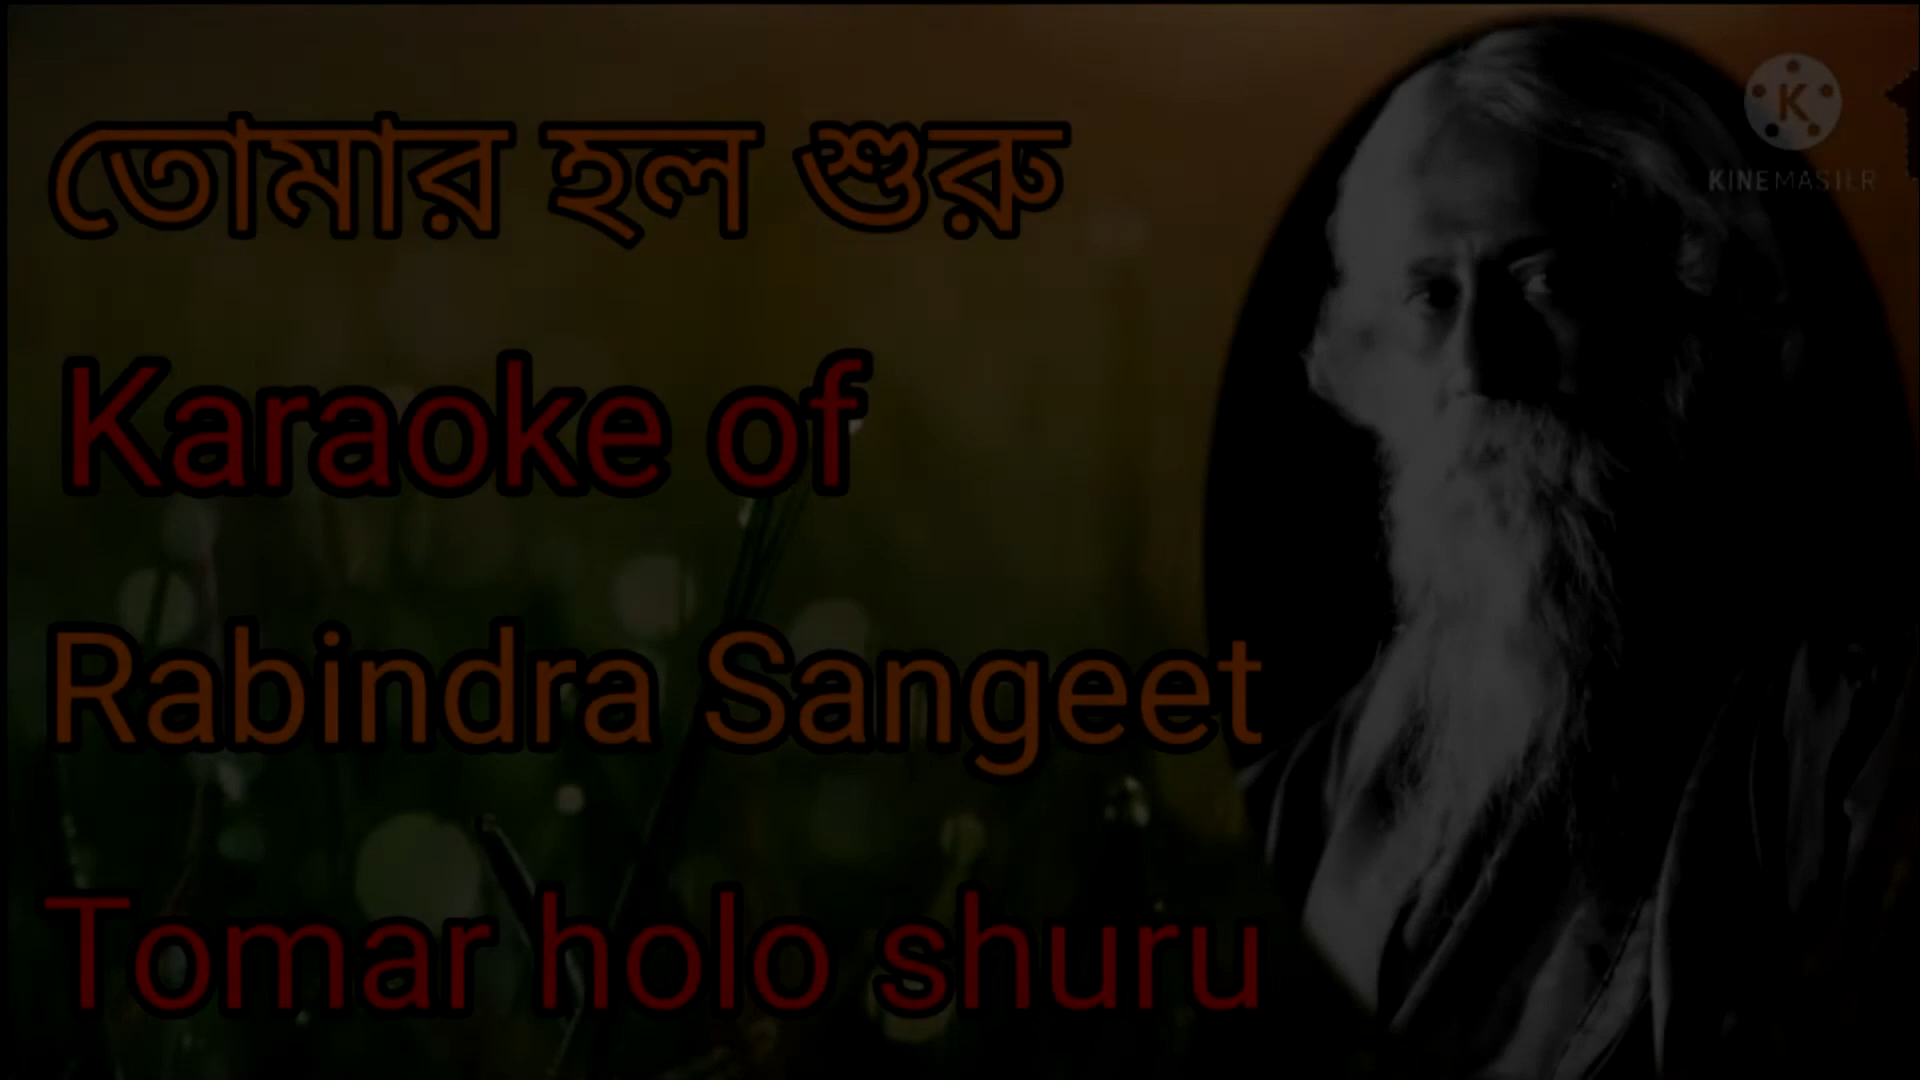 তোমার হল শুরু
KINEMASTER
Karaoke of
Rabindra Sangeet
Tomar holo shuru